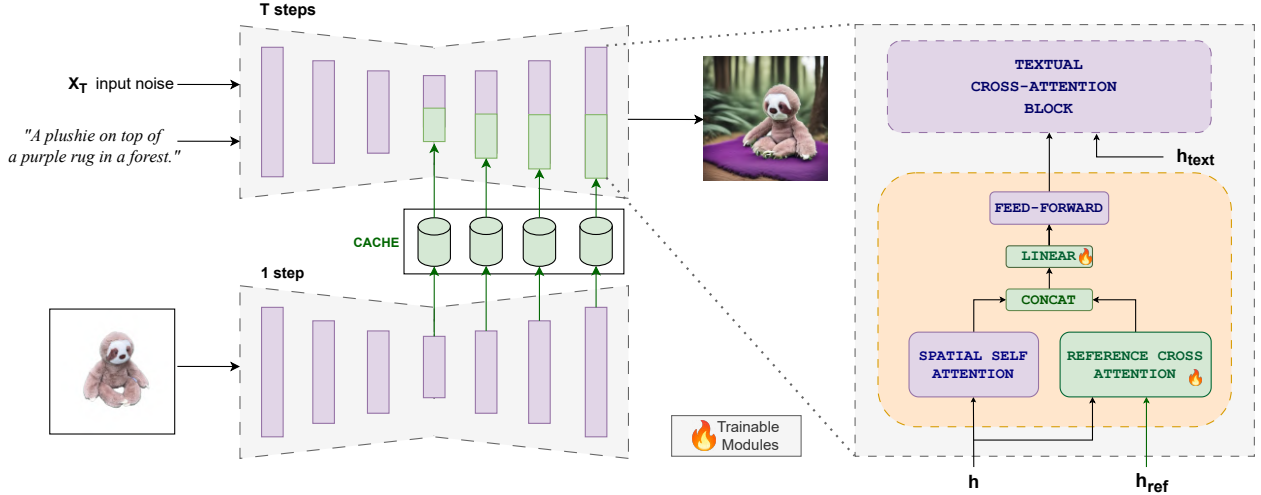 T steps
X_T input noise
"A plushie on top of
a purple rug in a forest."
CACHE
1 step
Trainable
Modules
TEXTUAL
CROSS-ATTENTION
BLOCK
h_text
FEED-FORWARD
LINEAR
CONCAT
SPATIAL SELF
ATTENTION
REFERENCE CROSS
ATTENTION
h
h_ref